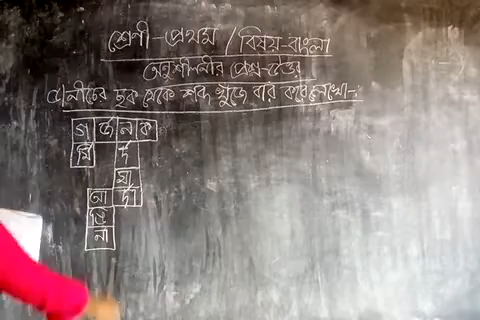 শ্রেণী-প্রথম / বিষয়-বাংলা
অনুশীলনীর প্রশ্ন উত্তর
নীচের ছক থেকে শব্দ খুঁজে বার করে লেখো-
গ র্জ ন ক
র্দ
না র্দা
না